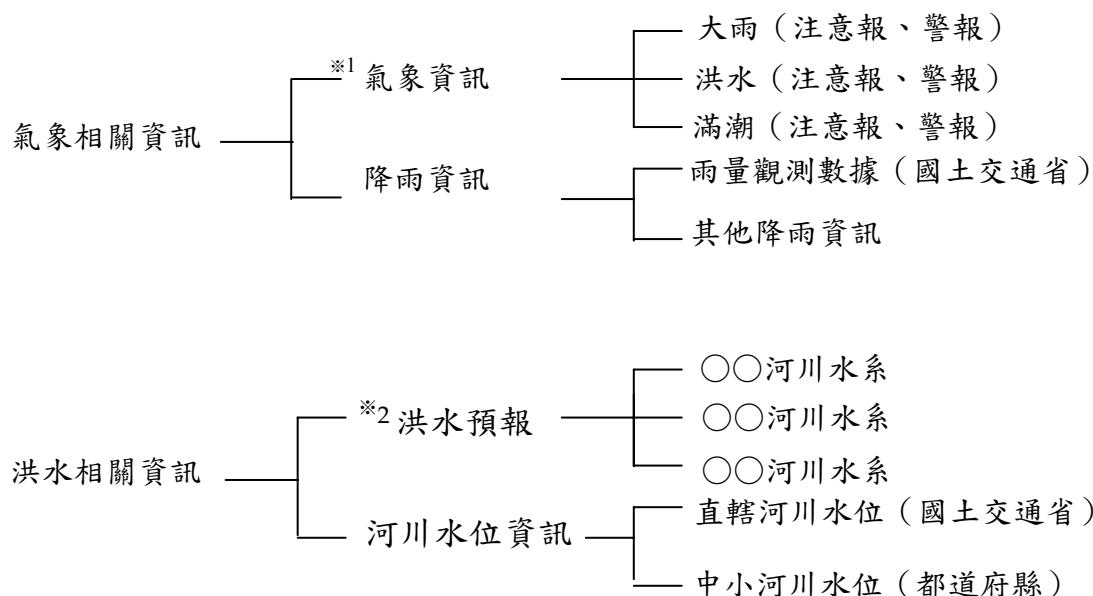 大雨（注意報、警報）
※1 氣象資訊
洪水（注意報、警報）
滿潮（注意報、警報）
氣象相關資訊
降雨資訊
雨量觀測數據（國土交通省）
其他降雨資訊
○○河川水系
※2 洪水預報
○○河川水系
○○河川水系
洪水相關資訊
直轄河川水位（國土交通省）
河川水位資訊
中小河川水位（都道府縣）